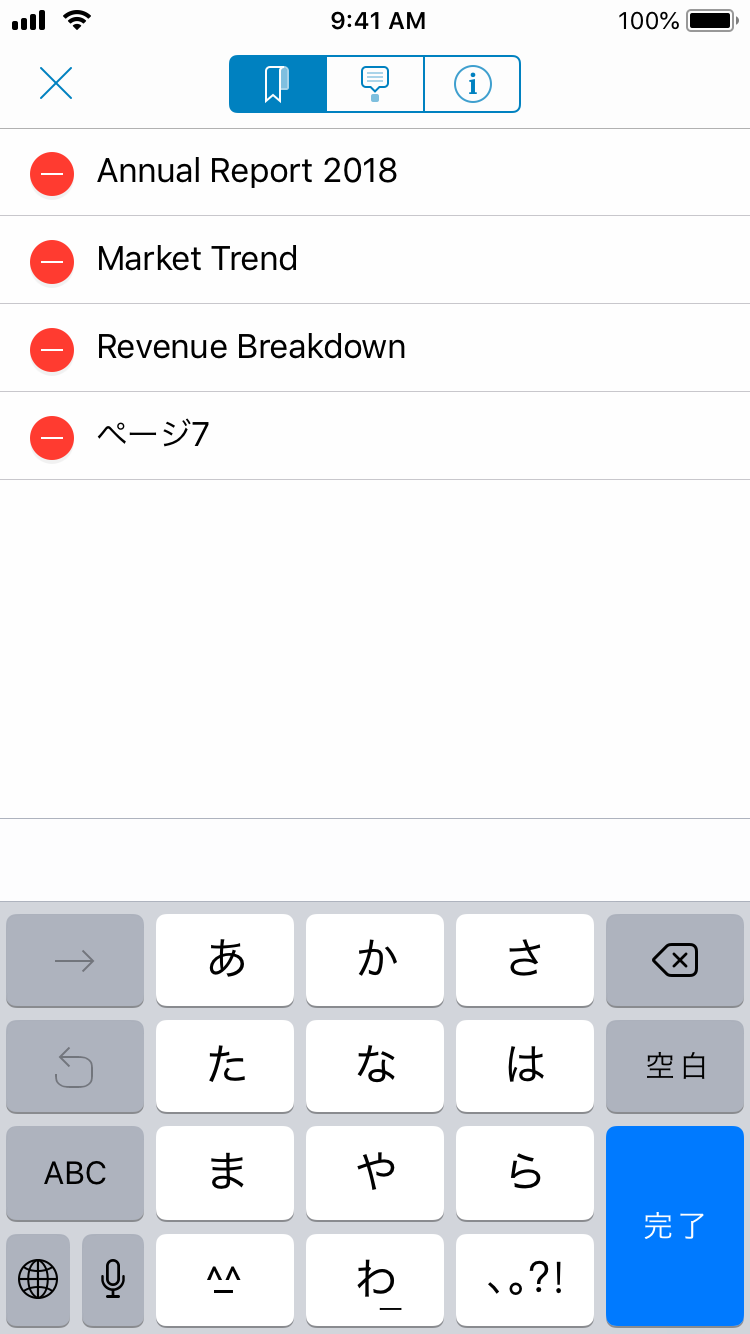 9:41 AM 100%
i
Annual Report 2018
Market Trend
Revenue Breakdown
ページ7
あ か さ
た な は 空白
ABC ま や ら
完了
^_^ わ_ 、。?!